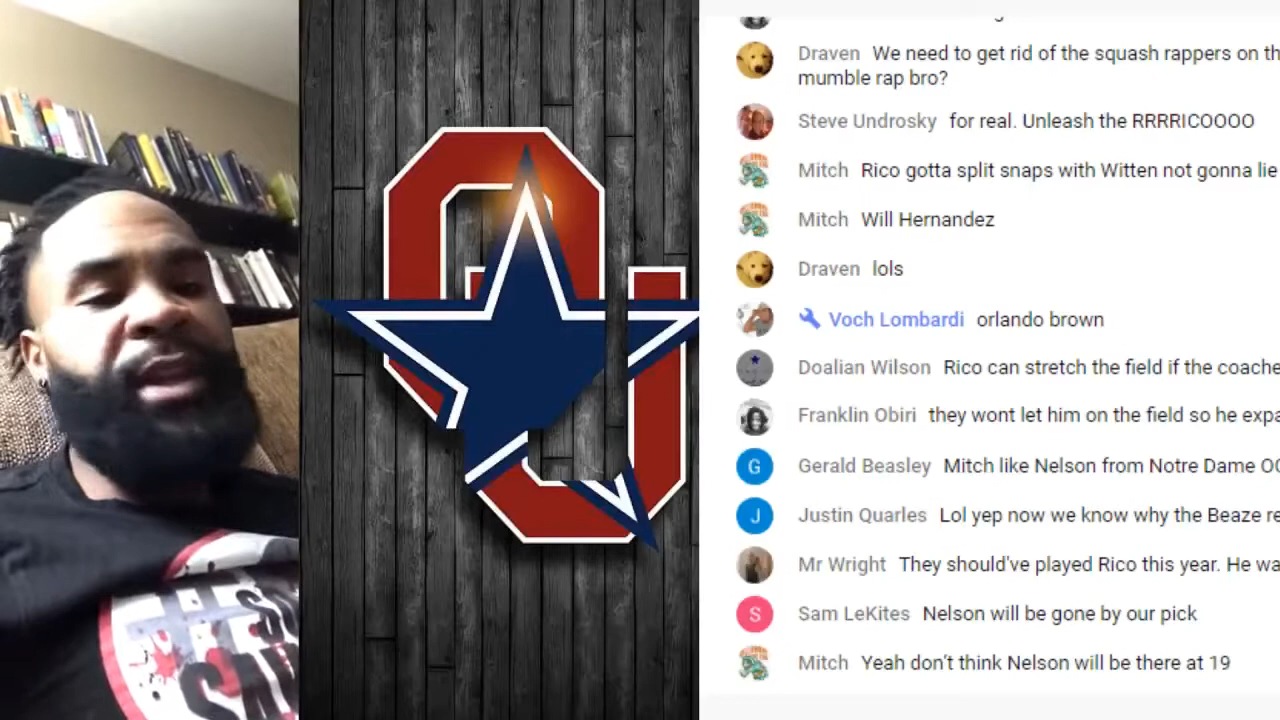 Draven We need to get rid of the squash rappers on th
mumble rap bro?
Steve Undrosky for real. Unleash the RRRRICOOOO
Mitch Rico gotta split snaps with Witten not gonna lie
Mitch Will Hernandez
Draven lols
Voch Lombardi orlando brown
Doalian Wilson Rico can stretch the field if the coache
Franklin Obiri they wont let him on the field so he expa
G Gerald Beasley Mitch like Nelson from Notre Dame OG
J Justin Quarles Lol yep now we know why the Beaze re
Mr Wright They should've played Rico this year. He wa
S Sam LeKites Nelson will be gone by our pick
Mitch Yeah don't think Nelson will be there at 19